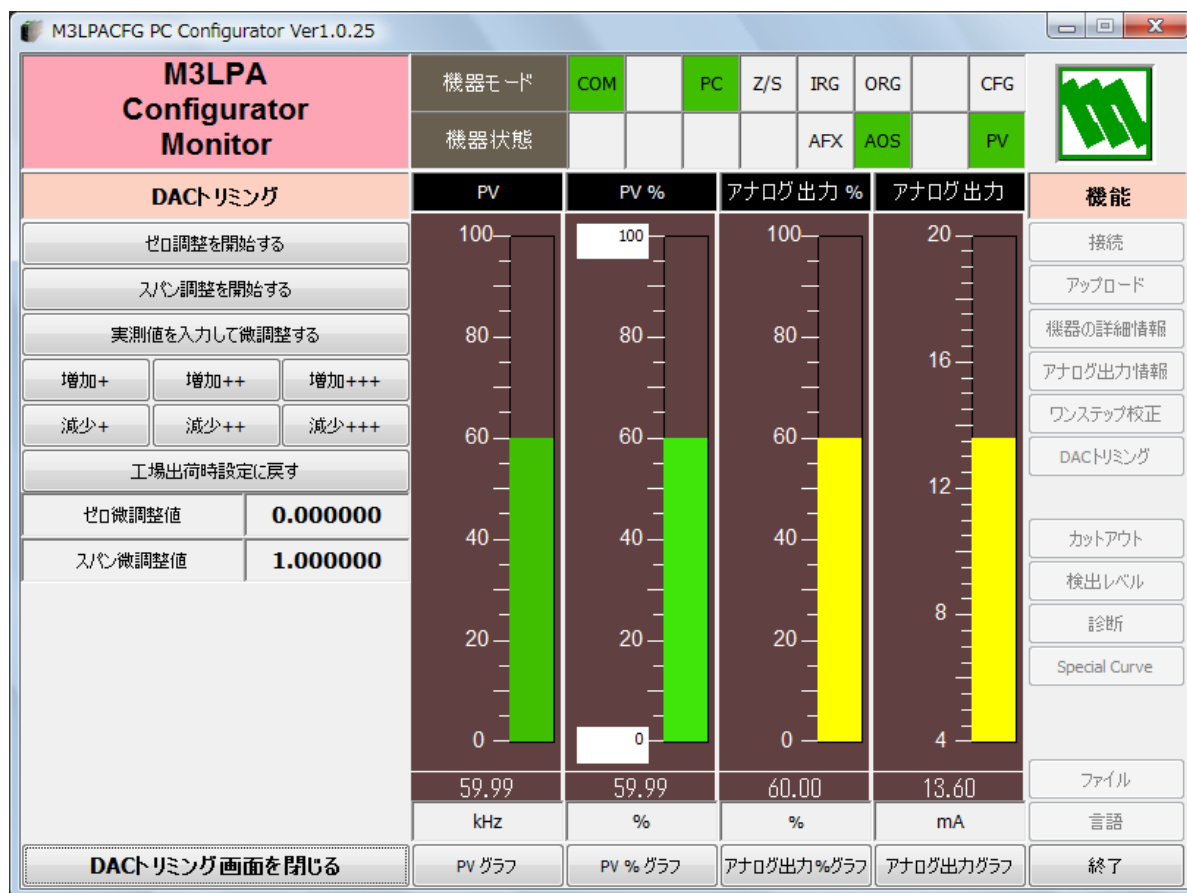 M3LPACFG PC Configurator Ver1.0.25
M3LPA
Configurator
Monitor
機器モード
COM
PC
Z/S
IRG
ORG
CFG
機器状態
AFX
AOS
PV
DACトリミング
ゼロ調整を開始する
スパン調整を開始する
実測値を入力して微調整する
増加+
増加++
増加+++
減少+
減少++
減少+++
工場出荷時設定に戻す
ゼロ微調整値
0.000000
スパン微調整値
1.000000
DACトリミング画面を閉じる
PV
100
80
60
40
20
0
59.99
kHz
PV グラフ
PV %
100
80
60
40
20
0
59.99
%
PV % グラフ
アナログ出力 %
100
80
60
40
20
0
60.00
%
アナログ出力%グラフ
アナログ出力
20
16
12
8
4
13.60
mA
アナログ出力グラフ
機能
接続
アップロード
機器の詳細情報
アナログ出力情報
ワンステップ校正
DACトリミング
カットアウト
検出レベル
診断
Special Curve
ファイル
言語
終了